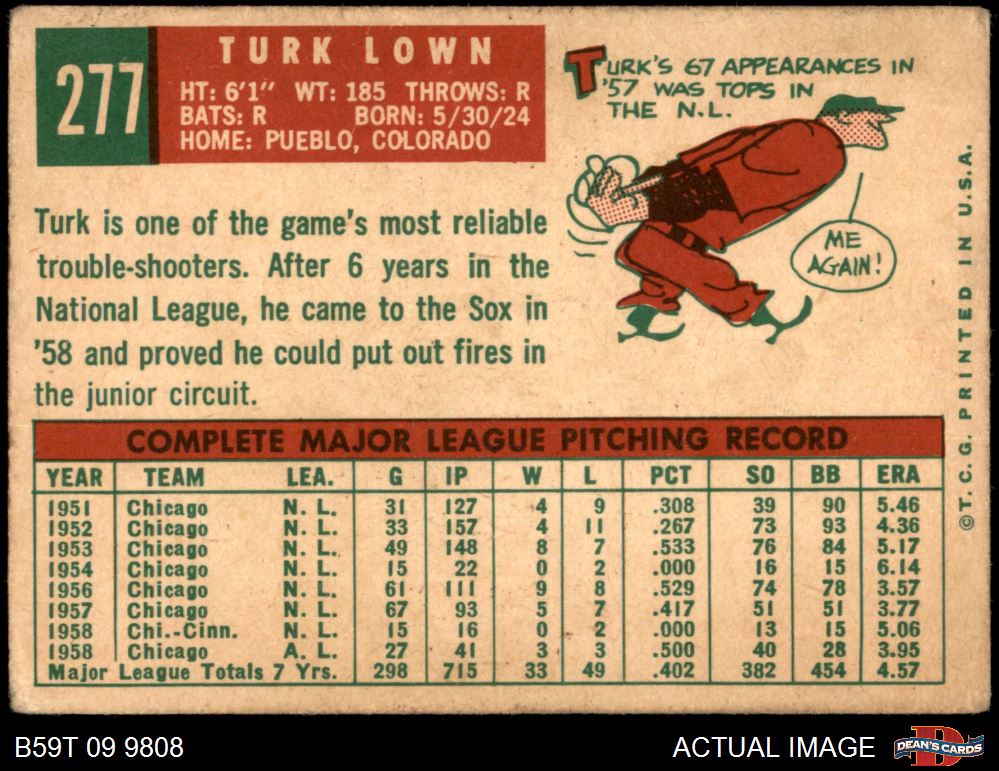 277
TURK LOWN
HT: 6'1" WT: 185 THROWS: R
BATS: R BORN: 5/30/24
HOME: PUEBLO, COLORADO
TURK'S 67 APPEARANCES IN
'57 WAS TOPS IN
THE N.L.
ME
AGAIN!
Turk is one of the game's most reliable
trouble-shooters. After 6 years in the
National League, he came to the Sox in
'58 and proved he could put out fires in
the junior circuit.
COMPLETE MAJOR LEAGUE PITCHING RECORD
YEAR TEAM LEA. G IP W L PCT SO BB ERA
1951 Chicago N. L. 31 127 4 9 .308 39 90 5.46
1952 Chicago N. L. 33 157 4 11 .267 73 93 4.36
1953 Chicago N. L. 49 148 8 7 .533 76 84 5.17
1954 Chicago N. L. 15 22 0 2 .000 16 15 6.14
1956 Chicago N. L. 61 111 9 8 .529 74 78 3.57
1957 Chicago N. L. 67 93 5 7 .417 51 51 3.77
1958 Chi.-Cinn. N. L. 15 16 0 2 .000 13 15 5.06
1958 Chicago A. L. 27 41 3 3 .500 40 28 3.95
Major League Totals 7 Yrs. 298 715 33 49 .402 382 454 4.57
©T. C. G. PRINTED IN U.S.A.
B59T 09 9808
ACTUAL IMAGE
D
DEAN'S CARDS